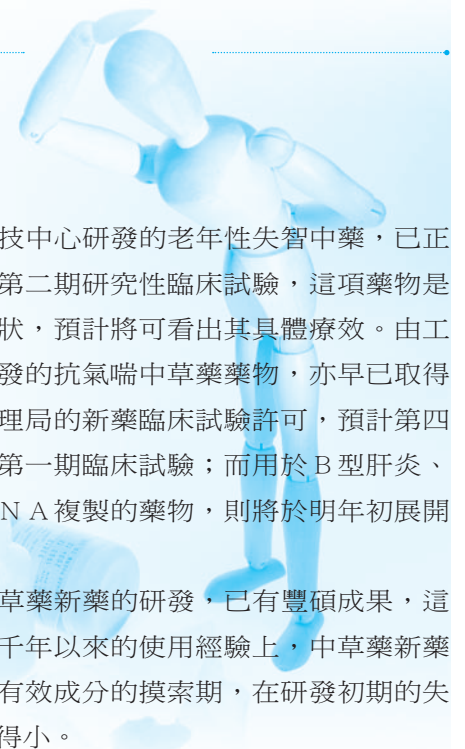 技中心研發的老年性失智中藥，已正
第二期研究性臨床試驗，這項藥物是
狀，預計將可看出其具體療效。由工
發的抗氣喘中草藥藥物，亦早已取得
理局的新藥臨床試驗許可，預計第四
第一期臨床試驗；而用於Ｂ型肝炎、
ＮＡ複製的藥物，則將於明年初展開
草藥新藥的研發，已有豐碩成果，這
千年以來的使用經驗上，中草藥新藥
有效成分的摸索期，在研發初期的失
得小。